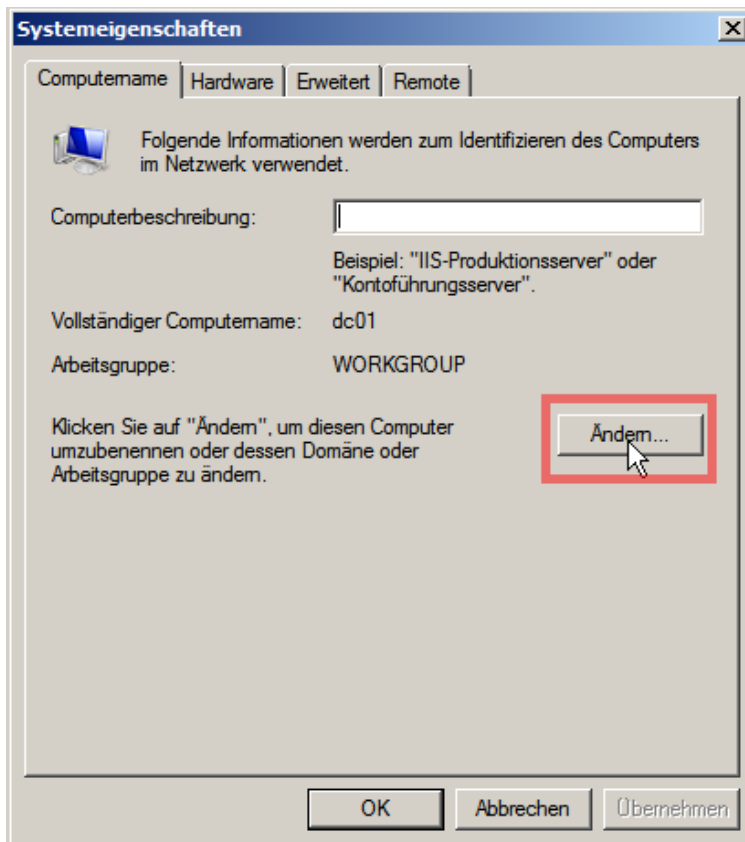 Systemeigenschaften
Computername Hardware Erweitert Remote
Folgende Informationen werden zum Identifizieren des Computers
im Netzwerk verwendet.
Computerbeschreibung:
Beispiel: "IIS-Produktionsserver" oder
"Kontoführungsserver".
Vollständiger Computername: dc01
Arbeitsgruppe: WORKGROUP
Klicken Sie auf "Ändern", um diesen Computer
umzubenennen oder dessen Domäne oder
Arbeitsgruppe zu ändern.
Ändern...
OK Abbrechen Übernehmen